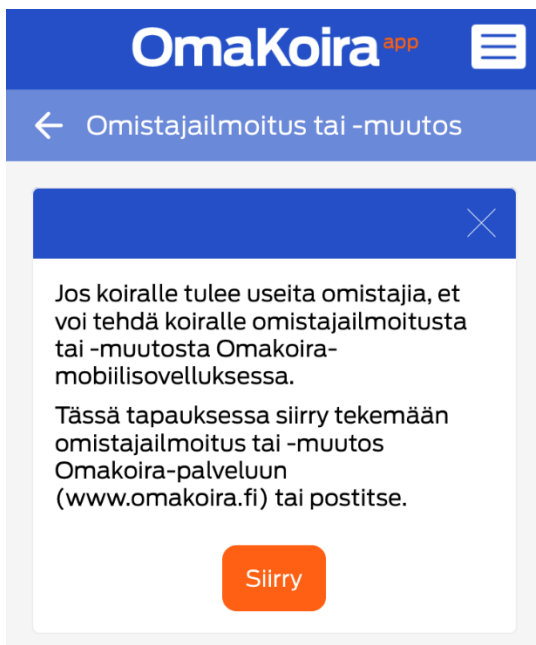 OmaKoira app
Omistajailmoitus tai -muutos
Jos koiralle tulee useita omistajia, et
voi tehdä koiralle omistajailmoitusta
tai -muutosta Omakoira-
mobiilisovelluksessa.
Tässä tapauksessa siirry tekemään
omistajailmoitus tai -muutos
Omakoira-palveluun
(www.omakoira.fi) tai postitse.
Siirry